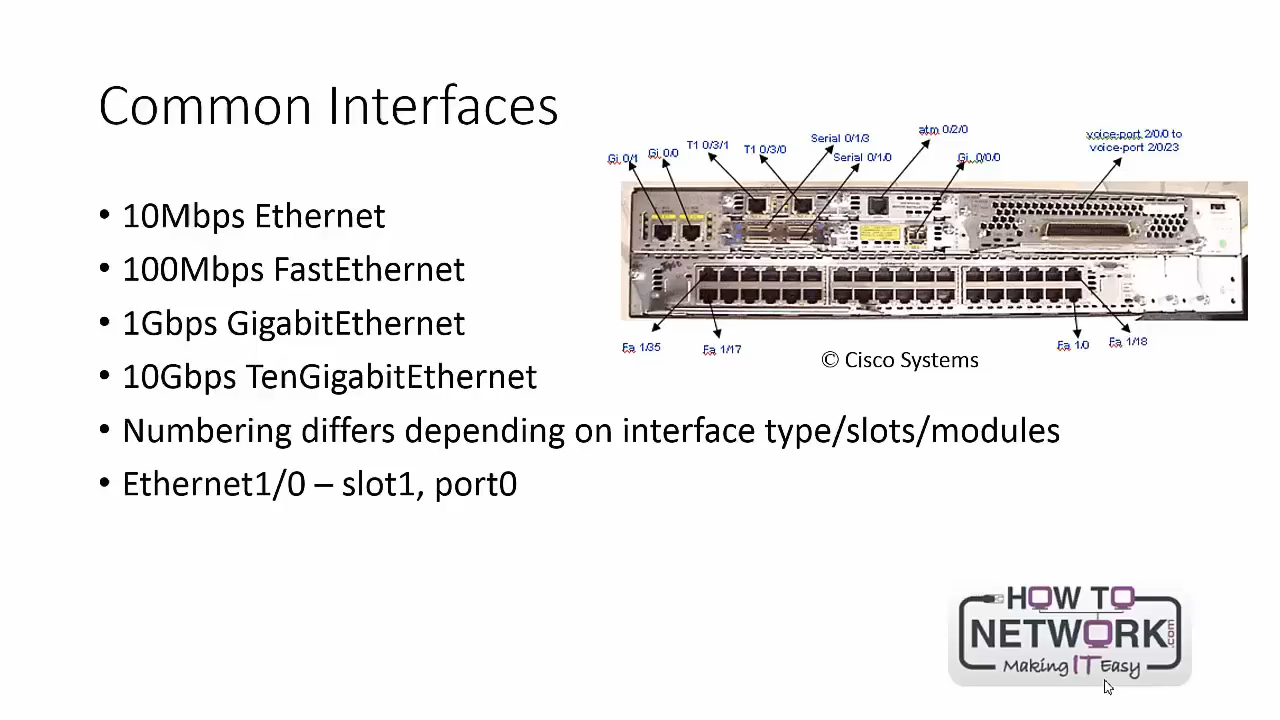 Common Interfaces
• 10Mbps Ethernet
• 100Mbps FastEthernet
• 1Gbps GigabitEthernet
• 10Gbps TenGigabitEthernet
• Numbering differs depending on interface type/slots/modules
• Ethernet1/0 – slot1, port0
Gi 0/1
Gi 0/0
T1 0/3/1
T1 0/3/0
Serial 0/1/3
Serial 0/1/0
atm 0/2/0
Gi 0/0/0
voice-port 2/0/0 to
voice-port 2/0/23
Fa 1/35
Fa 1/17
Fa 1/0
Fa 1/18
© Cisco Systems
HOW TO
NETWORK.com
Making IT Easy